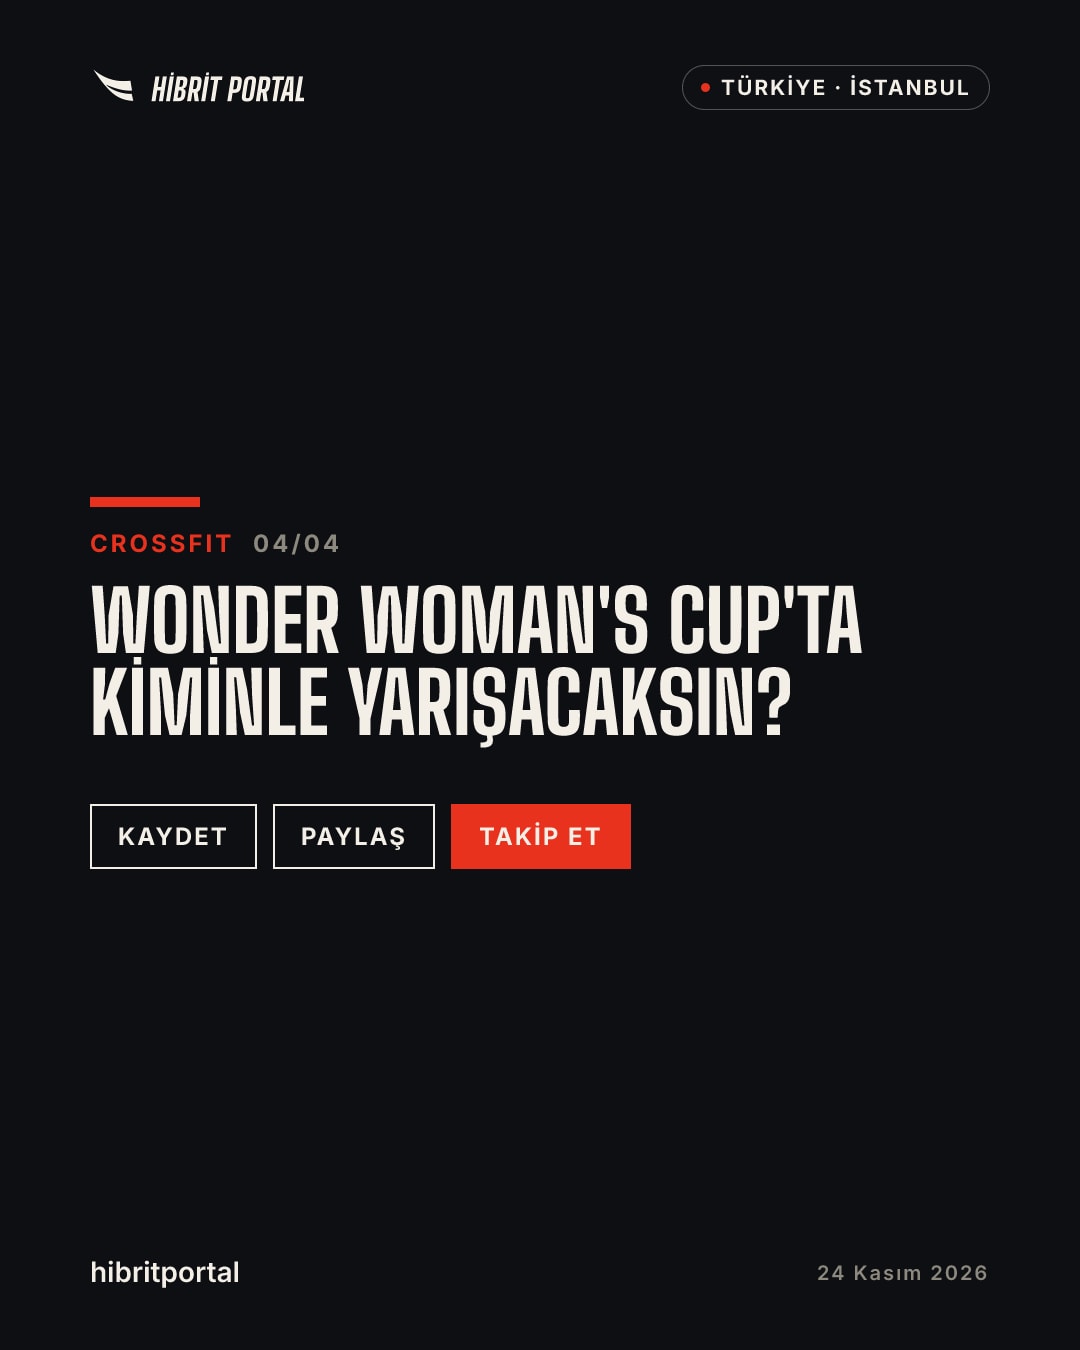 HİBRİT PORTAL
TÜRKİYE · İSTANBUL
CROSSFIT 04/04
WONDER WOMAN'S CUP'TA
KİMİNLE YARIŞACAKSIN?
KAYDET
PAYLAŞ
TAKİP ET
hibritportal
24 Kasım 2026